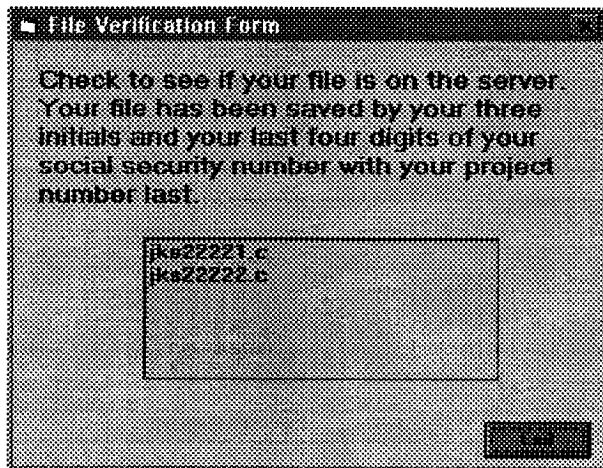 File Verification Form
Check to see if your file is on the server.
Your file has been saved by your three
initials and your last four digits of your
social security number with your project
number last.
jks22221.c
jks22222.c